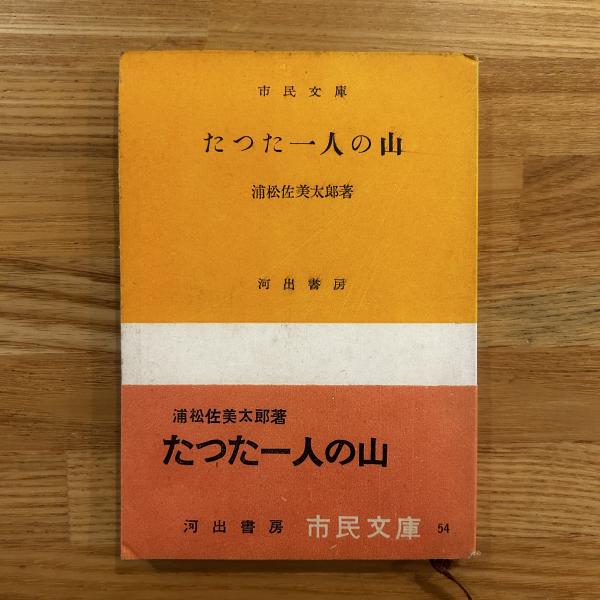 市民文庫
たつた一人の山
浦松佐美太郎著
河出書房
浦松佐美太郎著
たつた一人の山
河出書房 市民文庫 54